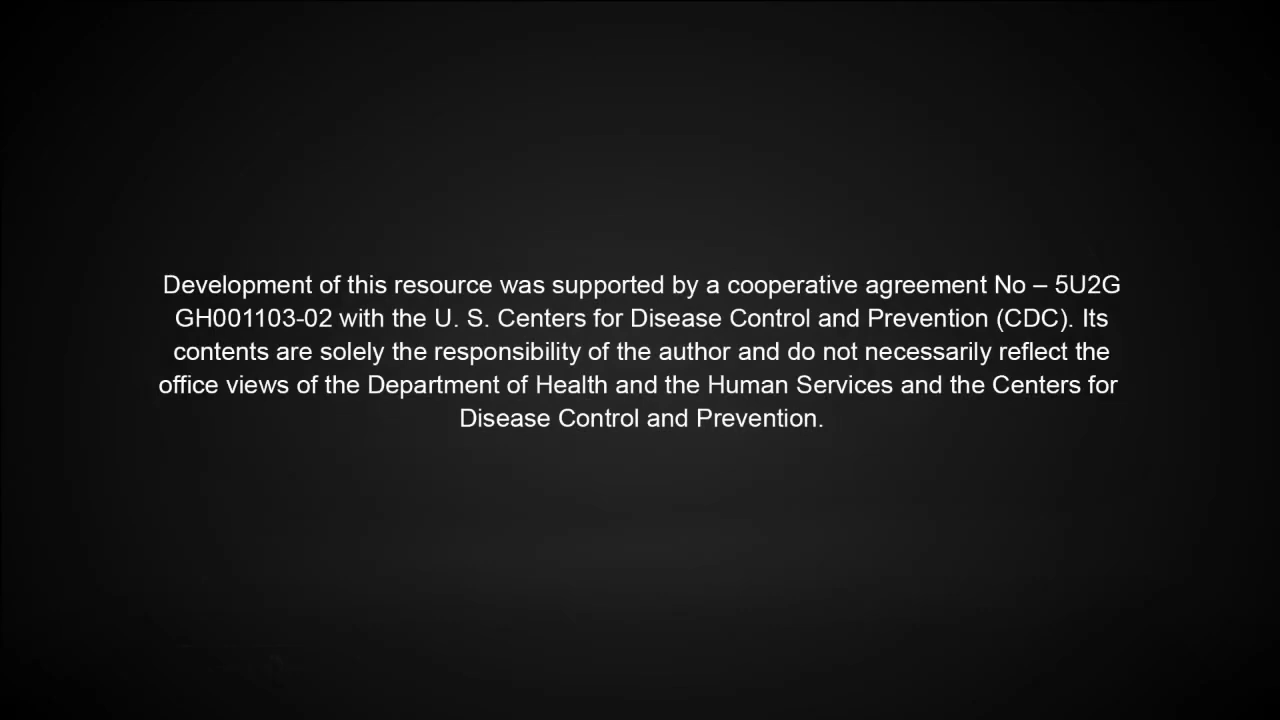 Development of this resource was supported by a cooperative agreement No – 5U2G
GH001103-02 with the U. S. Centers for Disease Control and Prevention (CDC). Its
contents are solely the responsibility of the author and do not necessarily reflect the
office views of the Department of Health and the Human Services and the Centers for
Disease Control and Prevention.